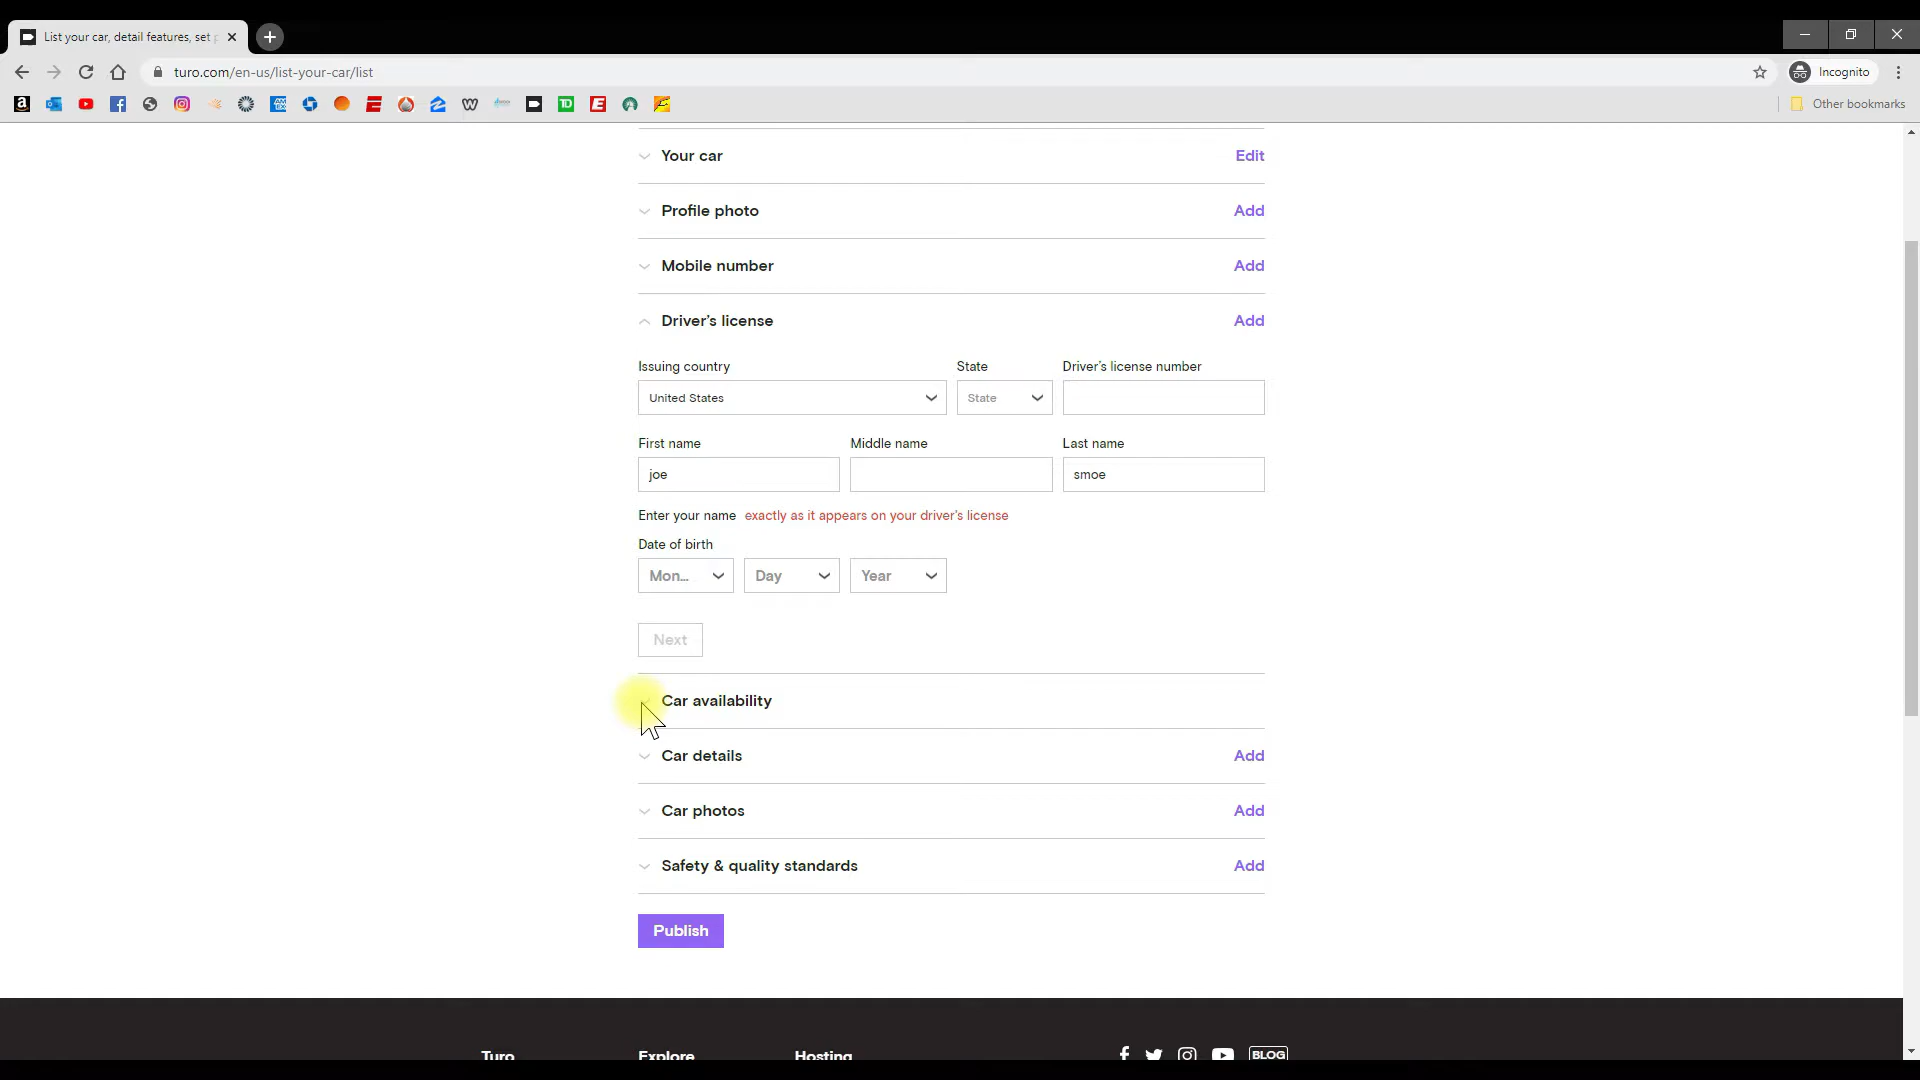 List your car, detail features, set p
turo.com/en-us/list-your-car/list
Incognito
Other bookmarks
Your car Edit
Profile photo Add
Mobile number Add
Driver's license Add
Issuing country State Driver's license number
United States State
First name Middle name Last name
joe smoe
Enter your name exactly as it appears on your driver's license
Date of birth
Mon... Day Year
Next
Car availability
Car details Add
Car photos Add
Safety & quality standards Add
Publish
Turo Explore Hosting BLOG